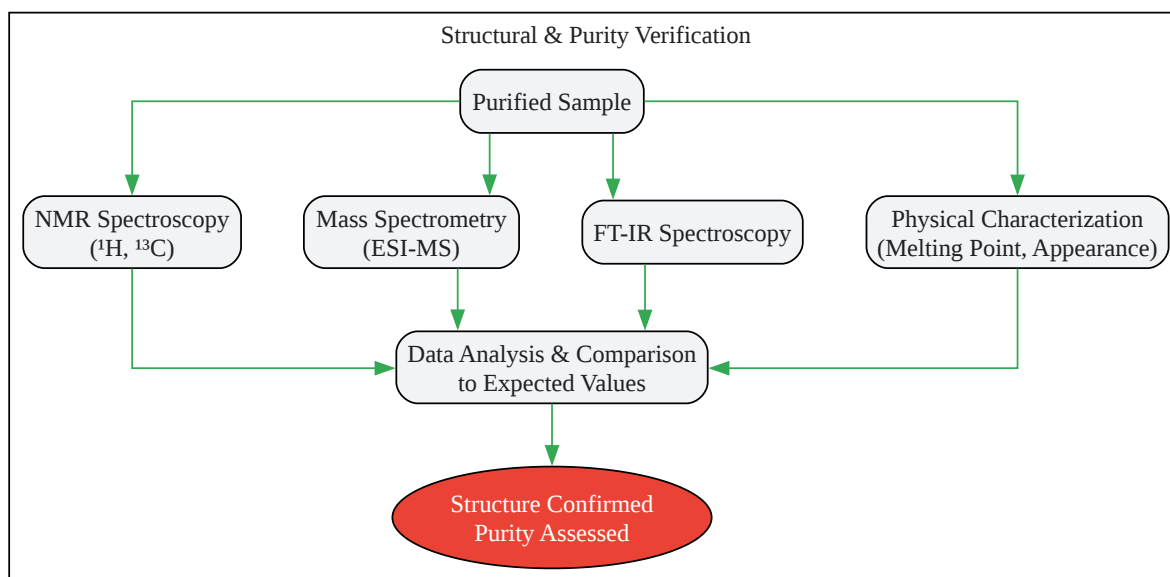 Structural & Purity Verification
Purified Sample
NMR Spectroscopy
(¹H, ¹³C)
Mass Spectrometry
(ESI-MS)
FT-IR Spectroscopy
Physical Characterization
(Melting Point, Appearance)
Data Analysis & Comparison
to Expected Values
Structure Confirmed
Purity Assessed